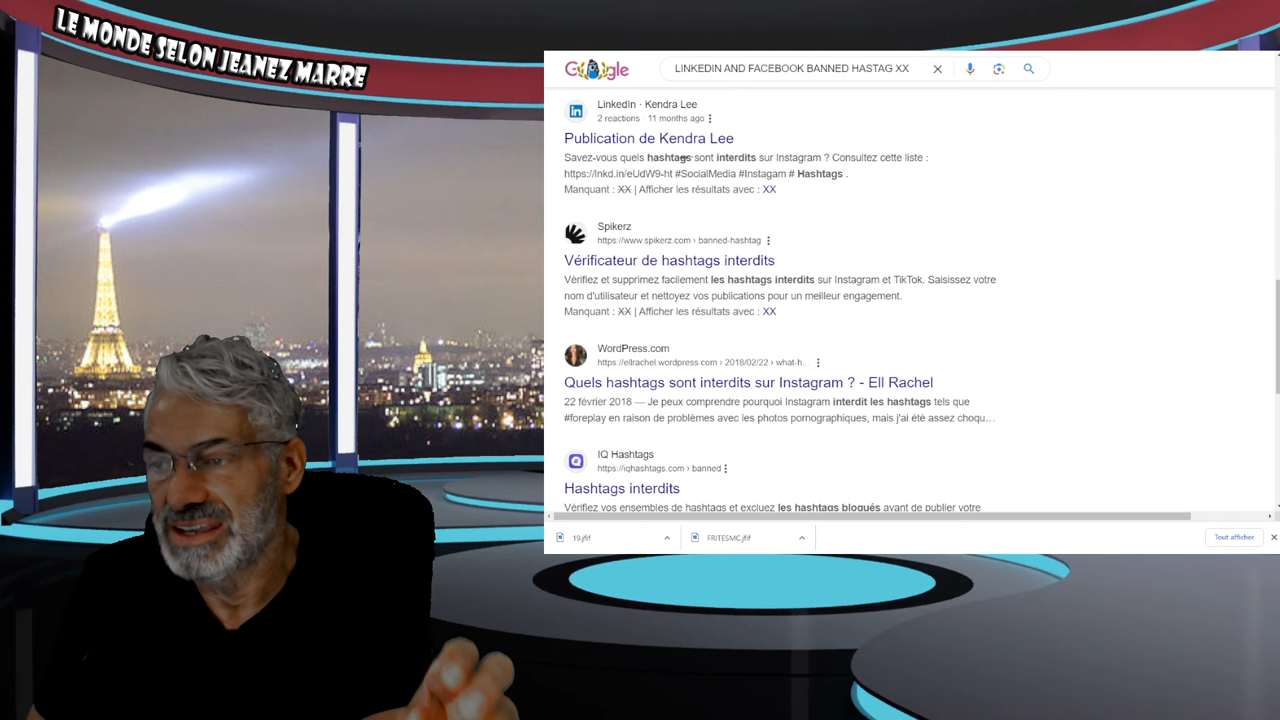 LE MONDE SELON JEANEZ MARRE
Google
LINKEDIN AND FACEBOOK BANNED HASTAG XX
LinkedIn · Kendra Lee
2 reactions · 11 months ago
Publication de Kendra Lee
Savez-vous quels hashtags sont interdits sur Instagram ? Consultez cette liste :
https://lnkd.in/eUdW9-ht #SocialMedia #Instagam # Hashtags .
Manquant : XX | Afficher les résultats avec : XX
Spikerz
https://www.spikerz.com › banned-hashtag
Vérificateur de hashtags interdits
Vérifiez et supprimez facilement les hashtags interdits sur Instagram et TikTok. Saisissez votre
nom d'utilisateur et nettoyez vos publications pour un meilleur engagement.
Manquant : XX | Afficher les résultats avec : XX
WordPress.com
https://ellrachel.wordpress.com › 2018/02/22 › what-h...
Quels hashtags sont interdits sur Instagram ? - Ell Rachel
22 février 2018 — Je peux comprendre pourquoi Instagram interdit les hashtags tels que
#foreplay en raison de problèmes avec les photos pornographiques, mais j'ai été assez choqu...
IQ Hashtags
https://iqhashtags.com › banned
Hashtags interdits
Vérifiez vos ensembles de hashtags et excluez les hashtags bloqués avant de publier votre
19.jfif
FRITESMC.jfif
Tout afficher